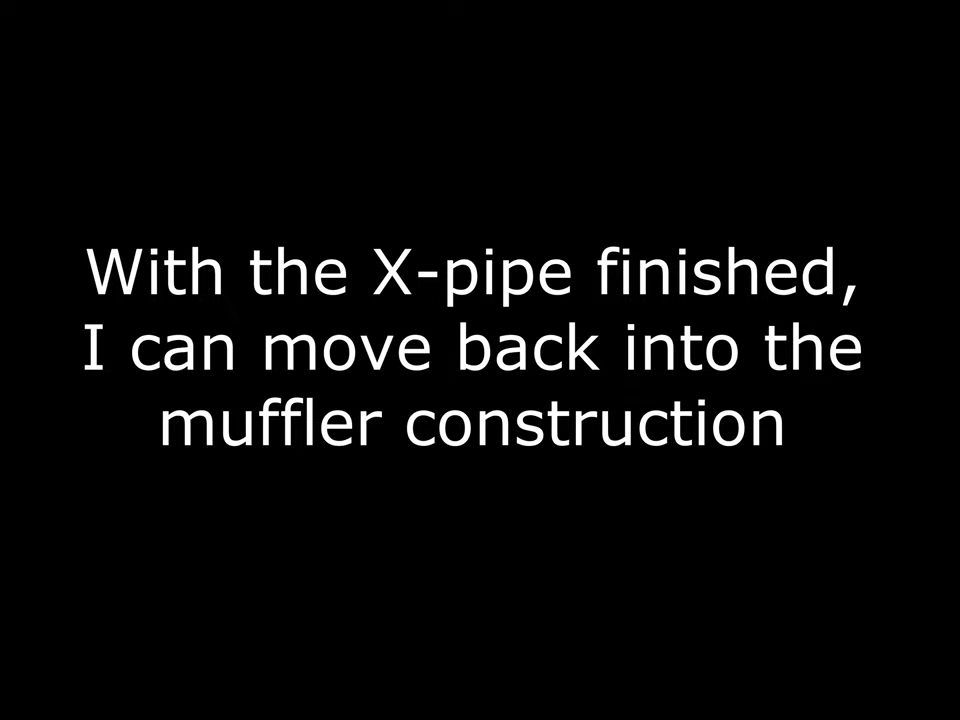 With the X-pipe finished,
I can move back into the
muffler construction